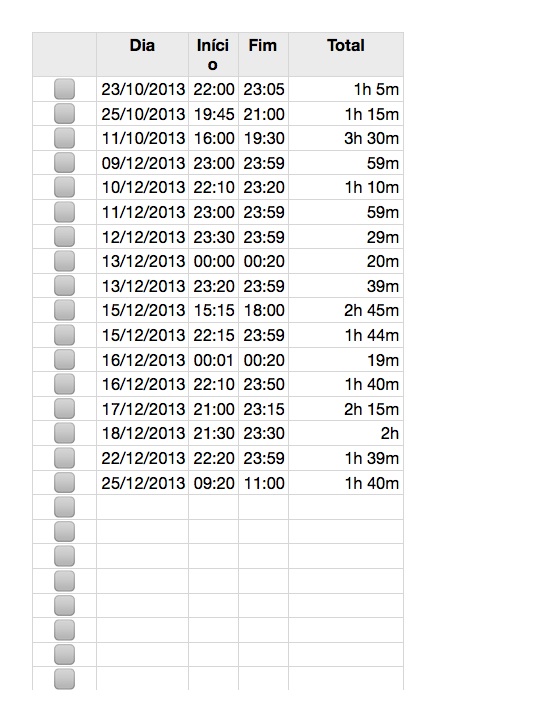 Dia Iníci
o Fim Total
23/10/2013 22:00 23:05 1h 5m
25/10/2013 19:45 21:00 1h 15m
11/10/2013 16:00 19:30 3h 30m
09/12/2013 23:00 23:59 59m
10/12/2013 22:10 23:20 1h 10m
11/12/2013 23:00 23:59 59m
12/12/2013 23:30 23:59 29m
13/12/2013 00:00 00:20 20m
13/12/2013 23:20 23:59 39m
15/12/2013 15:15 18:00 2h 45m
15/12/2013 22:15 23:59 1h 44m
16/12/2013 00:01 00:20 19m
16/12/2013 22:10 23:50 1h 40m
17/12/2013 21:00 23:15 2h 15m
18/12/2013 21:30 23:30 2h
22/12/2013 22:20 23:59 1h 39m
25/12/2013 09:20 11:00 1h 40m